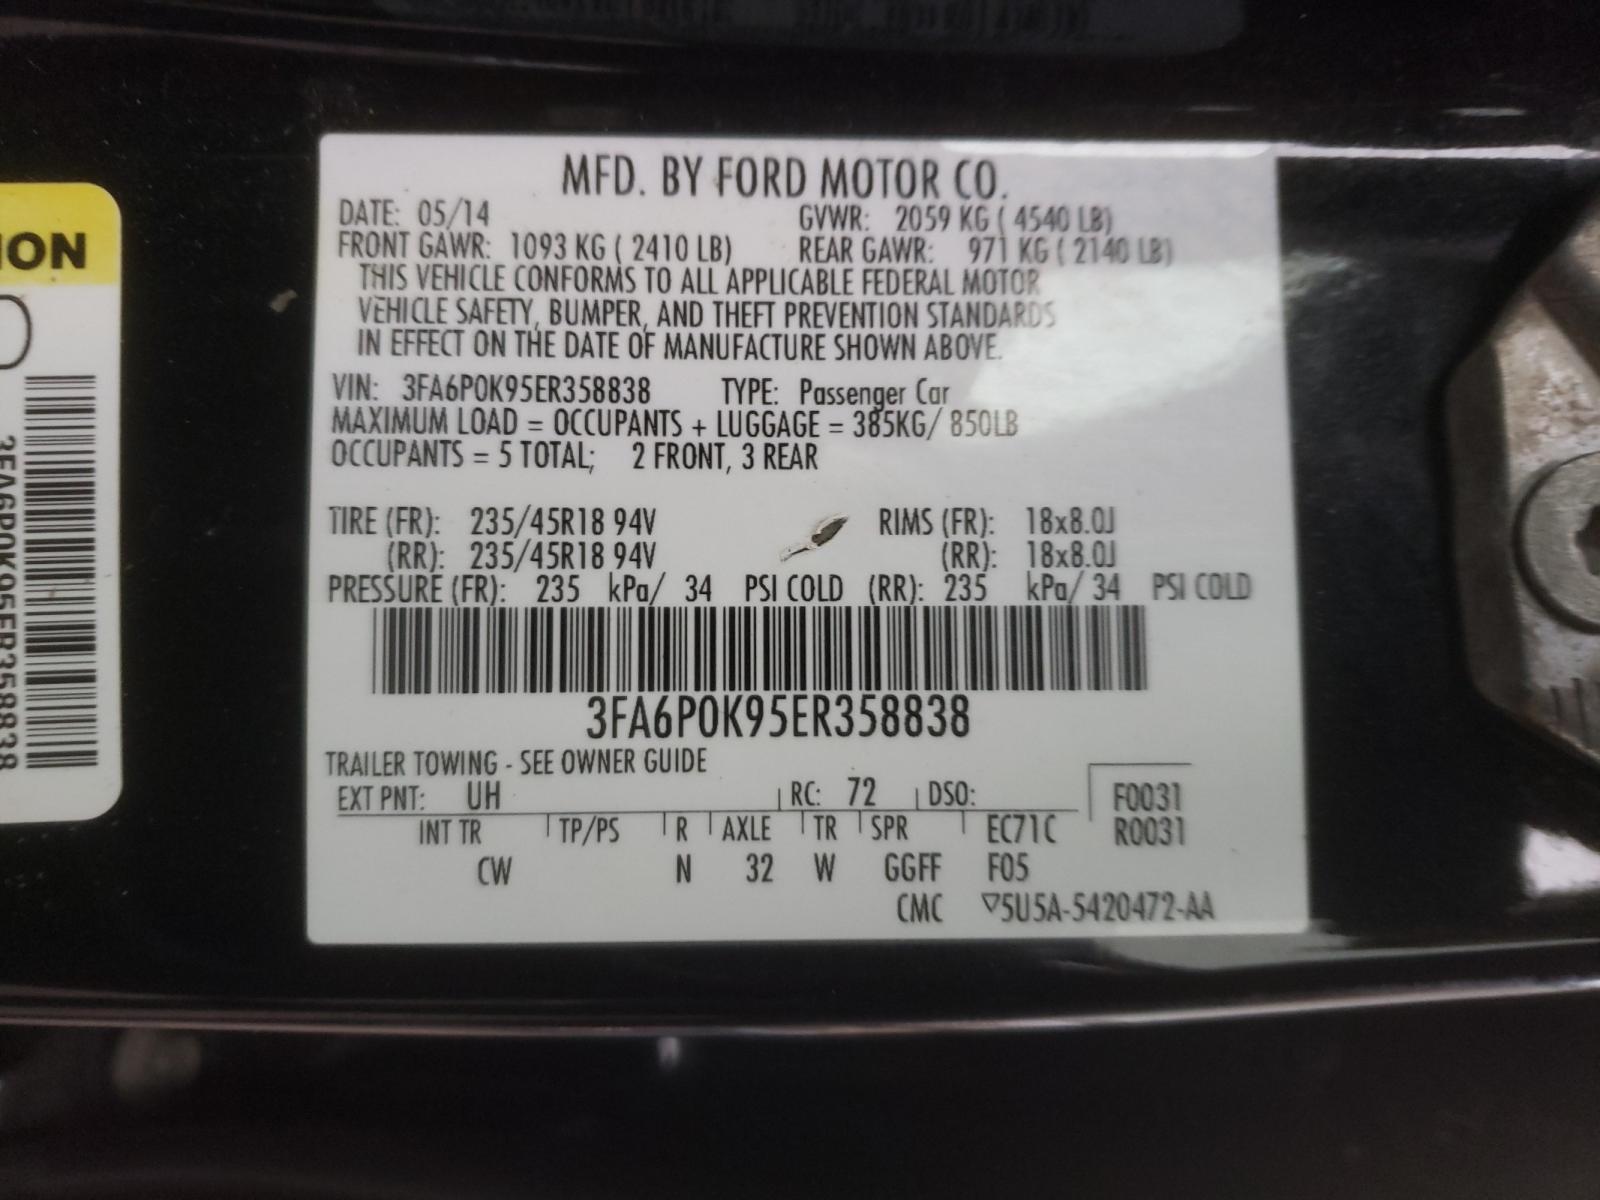 MFD. BY FORD MOTOR CO.
DATE: 05/14 GVWR: 2059 KG ( 4540 LB)
FRONT GAWR: 1093 KG ( 2410 LB) REAR GAWR: 971 KG ( 2140 LB)
THIS VEHICLE CONFORMS TO ALL APPLICABLE FEDERAL MOTOR
VEHICLE SAFETY, BUMPER, AND THEFT PREVENTION STANDARDS
IN EFFECT ON THE DATE OF MANUFACTURE SHOWN ABOVE.
VIN: 3FA6P0K95ER358838 TYPE: Passenger Car
MAXIMUM LOAD = OCCUPANTS + LUGGAGE = 385KG/ 850LB
OCCUPANTS = 5 TOTAL; 2 FRONT, 3 REAR
TIRE (FR): 235/45R18 94V RIMS (FR): 18x8.0J
(RR): 235/45R18 94V (RR): 18x8.0J
PRESSURE (FR): 235 kPa/ 34 PSI COLD (RR): 235 kPa/ 34 PSI COLD
3FA6P0K95ER358838
TRAILER TOWING - SEE OWNER GUIDE
EXT PNT: UH RC: 72 DSO: F0031
INT TR TP/PS R AXLE TR SPR EC71C R0031
CW N 32 W GGFF F05
CMC ▽5U5A-5420472-AA
ION
3FA6P0K95ER358838